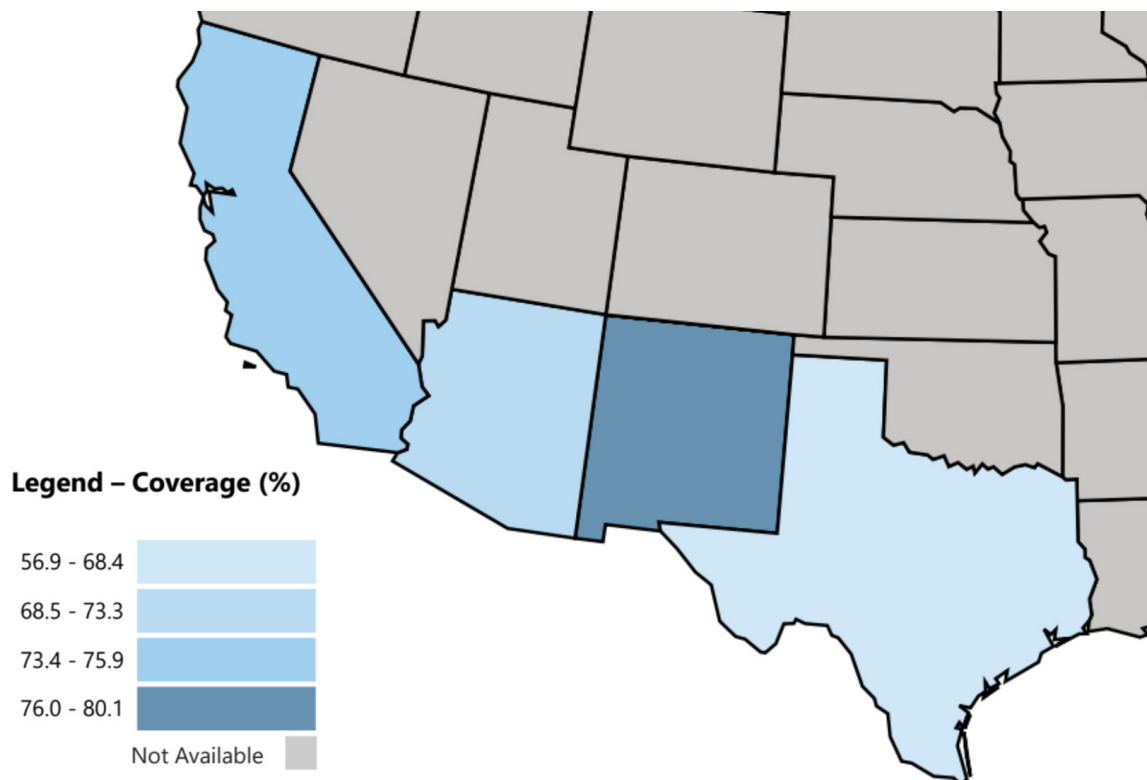 Legend – Coverage (%)
56.9 - 68.4
68.5 - 73.3
73.4 - 75.9
76.0 - 80.1
Not Available